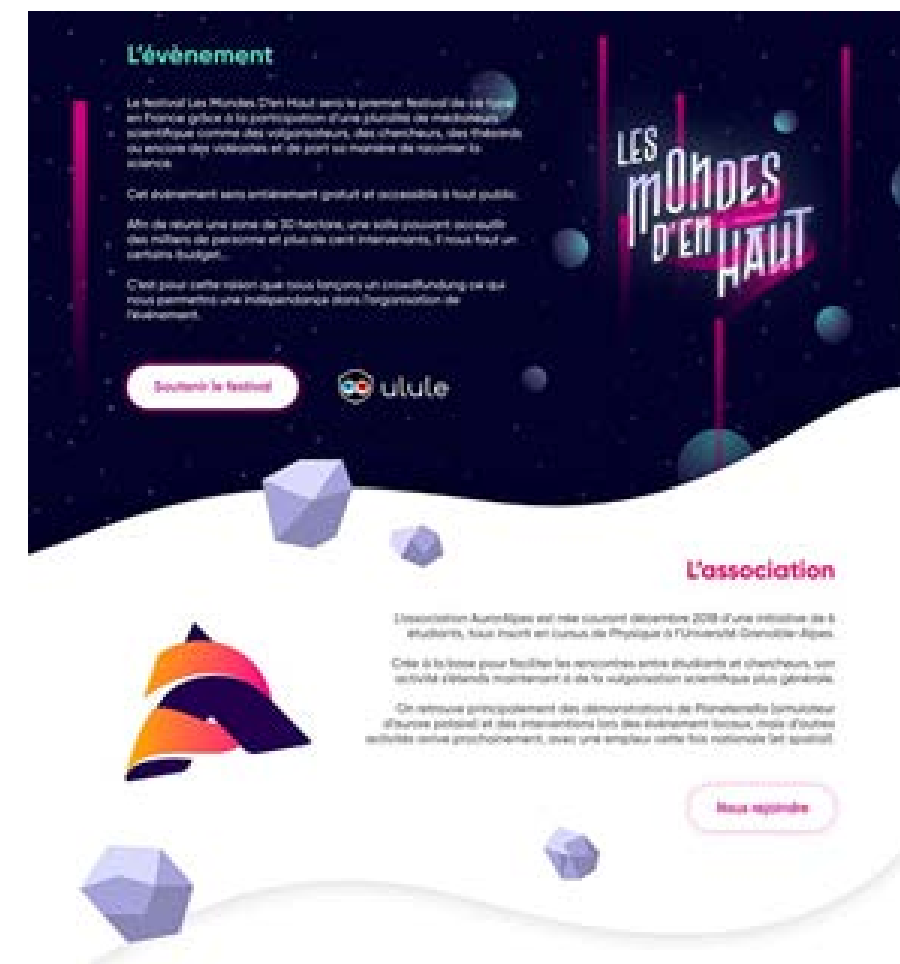 L'évènement
Le festival Les Mondes D'en Haut sera le premier festival de ce type
en France grâce à la participation d'une pluralité de médiateurs
scientifique comme des vulgarisateurs, des chercheurs, des thésards
ou encore des vidéastes et de part sa manière de raconter la
science.
Cet évènement sera entièrement gratuit et accessible à tout public.
Afin de réunir une zone de 30 hectare, une salle pouvant accueillir
des milliers de personne et plus de cent intervenants, il nous faut un
certains budget...
C'est pour cette raison que nous lançons un crowdfundung ce qui
nous permettra une indépendance dans l'organisation de
l'évènement.
Soutenir le festival
ulule
LES
MONDES
D'EN
HAUT
L'association
L'association AurorAlpes est née courant décembre 2018 d'une initiative de 6
étudiants, tous inscrit en cursus de Physique à l'Université Grenoble-Alpes.
Crée à la base pour faciliter les rencontres entre étudiants et chercheurs, son
activité s'étends maintenant à de la vulgarisation scientifique plus générale.
On retrouve principalement des démonstrations de Planeterrella (simulateur
d'aurore polaire) et des interventions lors des évènement locaux, mais d'autres
activités arrive prochainement, avec une ampleur cette fois nationale (et spatial).
Nous rejoindre